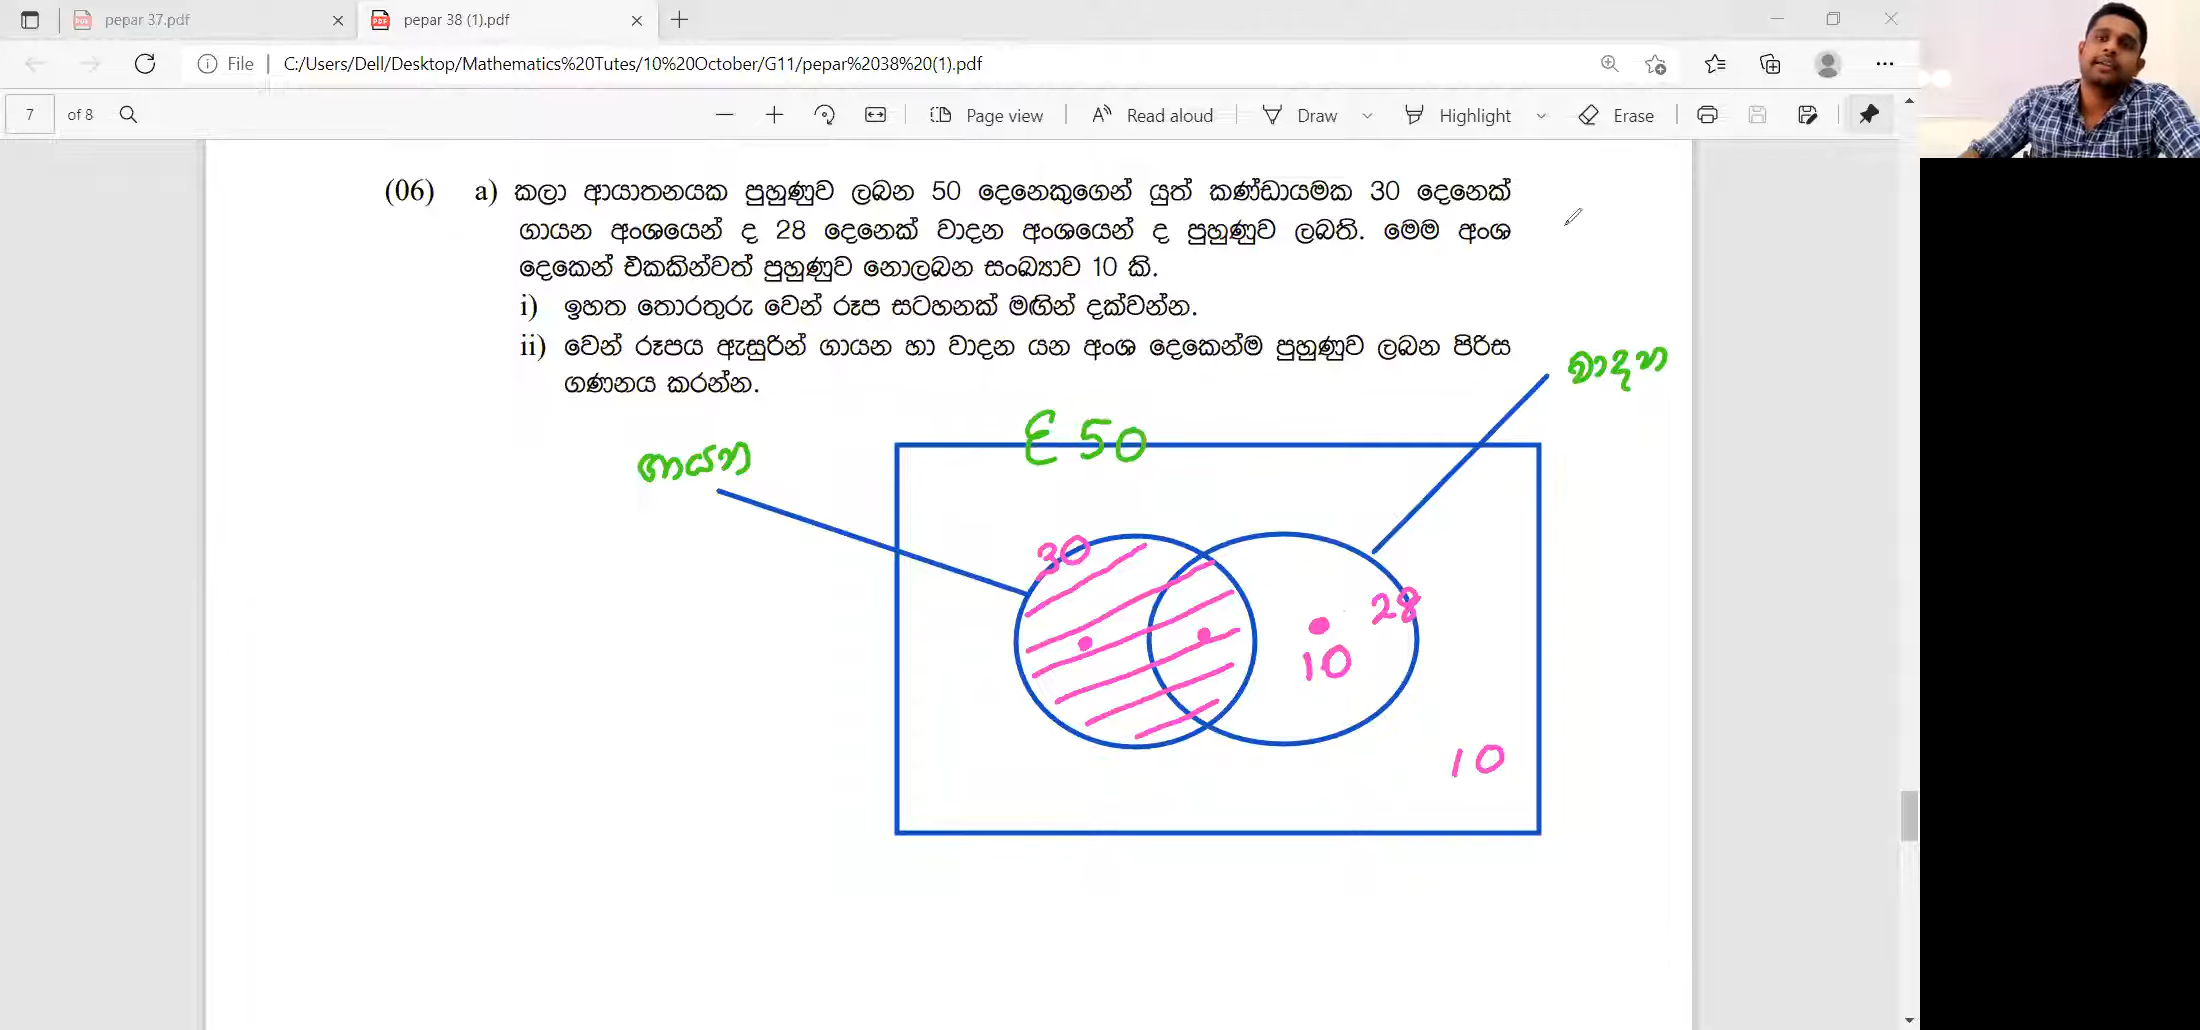 pepar 37.pdf
pepar 38 (1).pdf
File
C:/Users/Dell/Desktop/Mathematics%20Tutes/10%20October/G11/pepar%2038%20(1).pdf
7 of 8
Page view
Read aloud
Draw
Highlight
Erase
(06) a) කලා ආයාතනයක පුහුණුව ලබන 50 දෙනෙකුගෙන් යුත් කණ්ඩායමක 30 දෙනෙක්
ගායන අංශයෙන් ද 28 දෙනෙක් වාදන අංශයෙන් ද පුහුණුව ලබති. මෙම අංශ
දෙකෙන් එකකින්වත් පුහුණුව නොලබන සංඛ්‍යාව 10 කි.
i) ඉහත තොරතුරු වෙන් රූප සටහනක් මඟින් දක්වන්න.
ii) වෙන් රූපය ඇසුරින් ගායන හා වාදන යන අංශ දෙකෙන්ම පුහුණුව ලබන පිරිස
ගණනය කරන්න.
වාදන
ε 50
ගායන
30
28
10
10